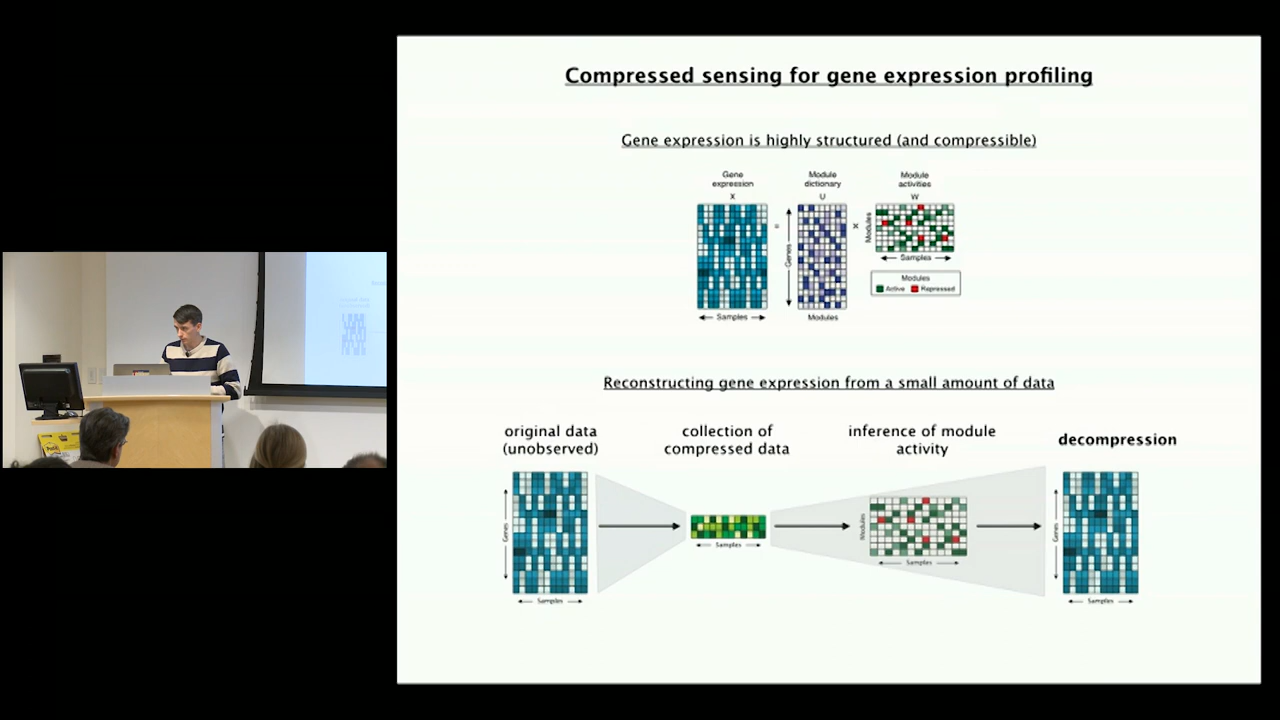 Compressed sensing for gene expression profiling
Gene expression is highly structured (and compressible)
Gene
expression
X
Module
dictionary
U
Module
activities
W
=
x
Genes
Modules
Samples
Samples
Modules
Modules
Active
Repressed
Reconstructing gene expression from a small amount of data
original data
(unobserved)
collection of
compressed data
inference of module
activity
decompression
Genes
Samples
Samples
Modules
Samples
Genes
Samples